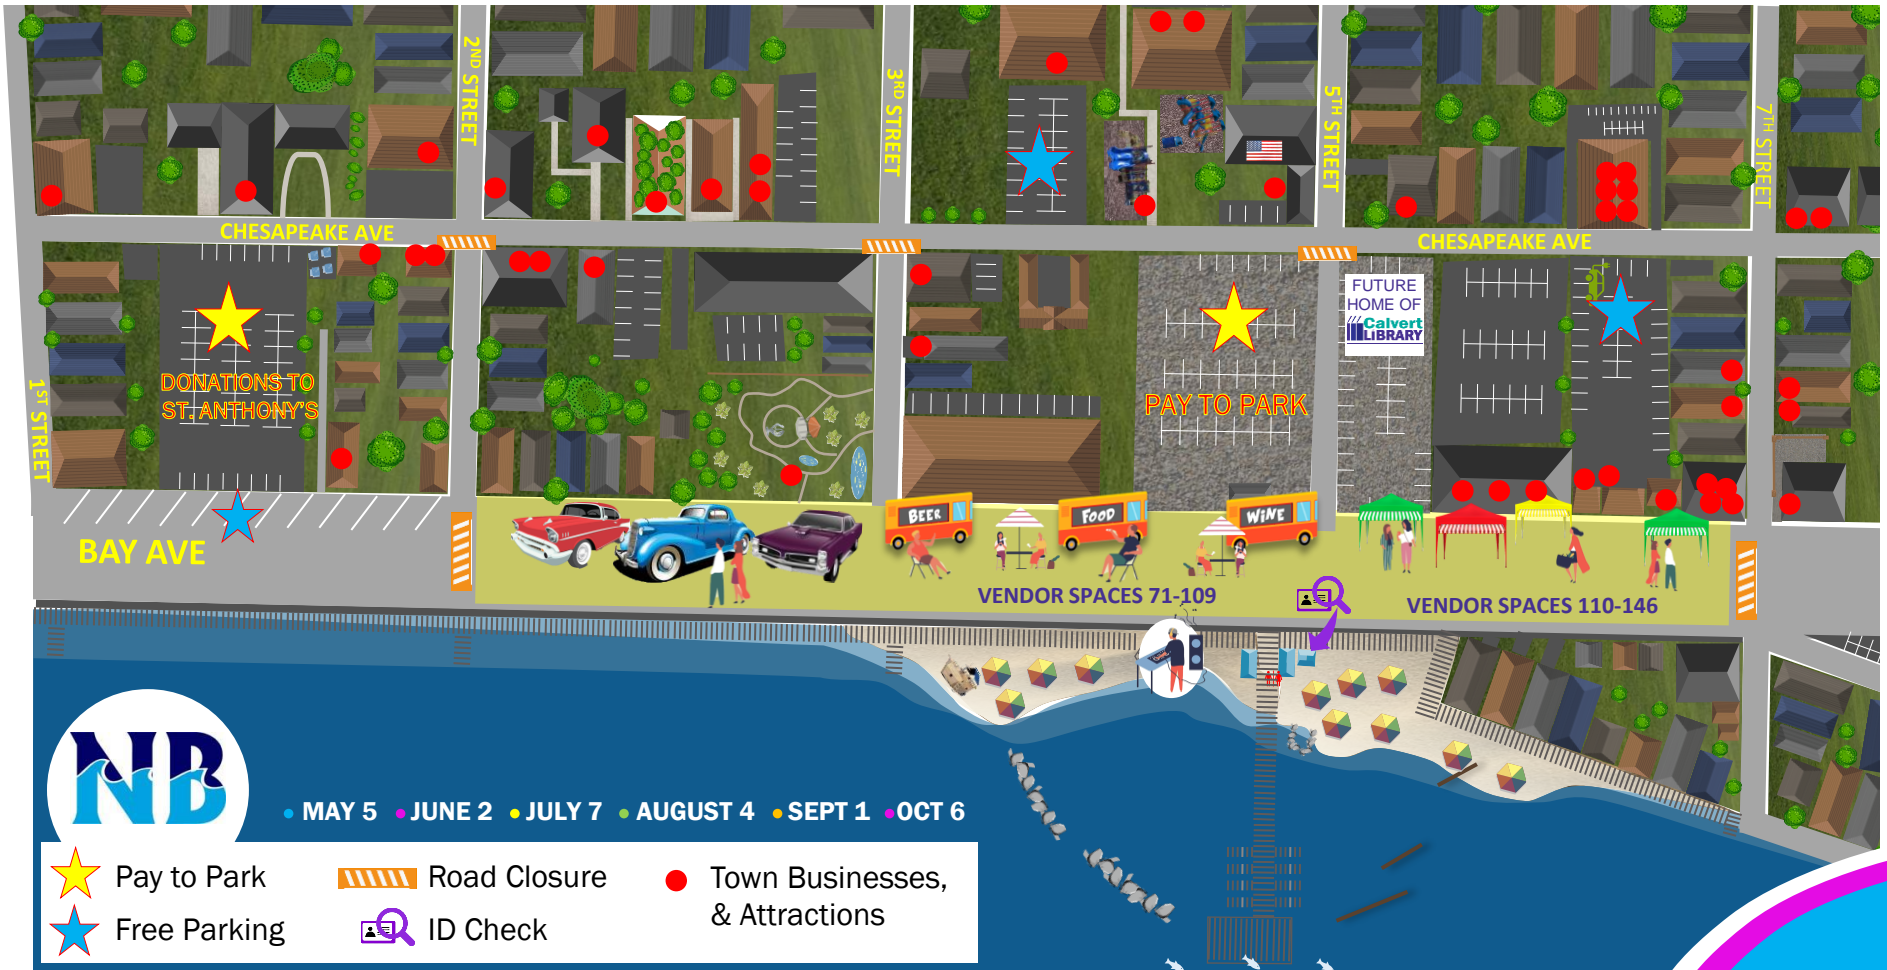 2ND STREET
3RD STREET
5TH STREET
7TH STREET
CHESAPEAKE AVE
CHESAPEAKE AVE
1ST STREET
DONATIONS TO
ST. ANTHONY'S
PAY TO PARK
FUTURE
HOME OF
Calvert
LIBRARY
BAY AVE
BEER
FOOD
WINE
VENDOR SPACES 71-109
VENDOR SPACES 110-146
NB
MAY 5 JUNE 2 JULY 7 AUGUST 4 SEPT 1 OCT 6
Pay to Park
Road Closure
Town Businesses,
& Attractions
Free Parking
ID Check